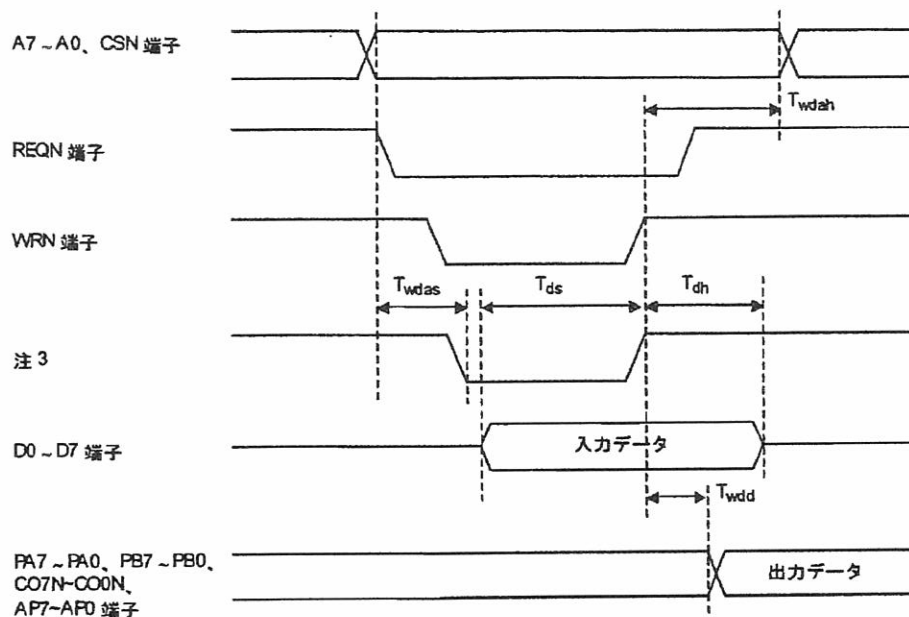 A7～A0、CSN 端子
Twdah
REQN 端子
WRN 端子
Twdas
Tds
Tdh
注 3
D0～D7 端子
入力データ
Twdd
PA7～PA0、PB7～PB0、
CO7N~CO0N、
AP7~AP0 端子
出力データ